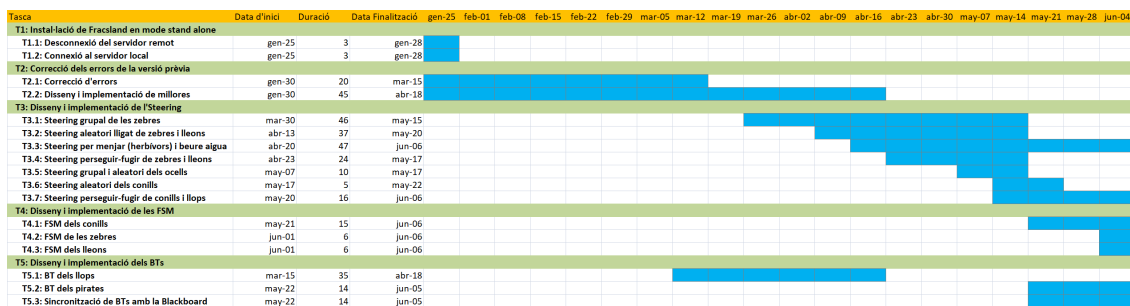 Tasca Data d'inici Duració Data Finalització gen-25 feb-01 feb-08 feb-15 feb-22 feb-29 mar-05 mar-12 mar-19 mar-26 abr-02 abr-09 abr-16 abr-23 abr-30 may-07 may-14 may-21 may-28 jun-04
T1: Instal·lació de Fracsland en mode stand alone
T1.1: Desconnexió del servidor remot gen-25 3 gen-28
T1.2: Connexió al servidor local gen-25 3 gen-28
T2: Correcció dels errors de la versió prèvia
T2.1: Correcció d'errors gen-30 20 mar-15
T2.2: Disseny i implementació de millores gen-30 45 abr-18
T3: Disseny i implementació de l'Steering
T3.1: Steering grupal de les zebres mar-30 46 may-15
T3.2: Steering aleatori lligat de zebres i lleons abr-13 37 may-20
T3.3: Steering per menjar (herbívors) i beure aigua abr-20 47 jun-06
T3.4: Steering perseguir-fugir de zebres i lleons abr-23 24 may-17
T3.5: Steering grupal i aleatori dels ocells may-07 10 may-17
T3.6: Steering aleatori dels conills may-17 5 may-22
T3.7: Steering perseguir-fugir de conills i llops may-20 16 jun-06
T4: Disseny i implementació de les FSM
T4.1: FSM dels conills may-21 15 jun-06
T4.2: FSM de les zebres jun-01 6 jun-06
T4.3: FSM dels lleons jun-01 6 jun-06
T5: Disseny i implementació dels BTs
T5.1: BT dels llops mar-15 35 abr-18
T5.2: BT dels pirates may-22 14 jun-05
T5.3: Sincronització de BTs amb la Blackboard may-22 14 jun-05